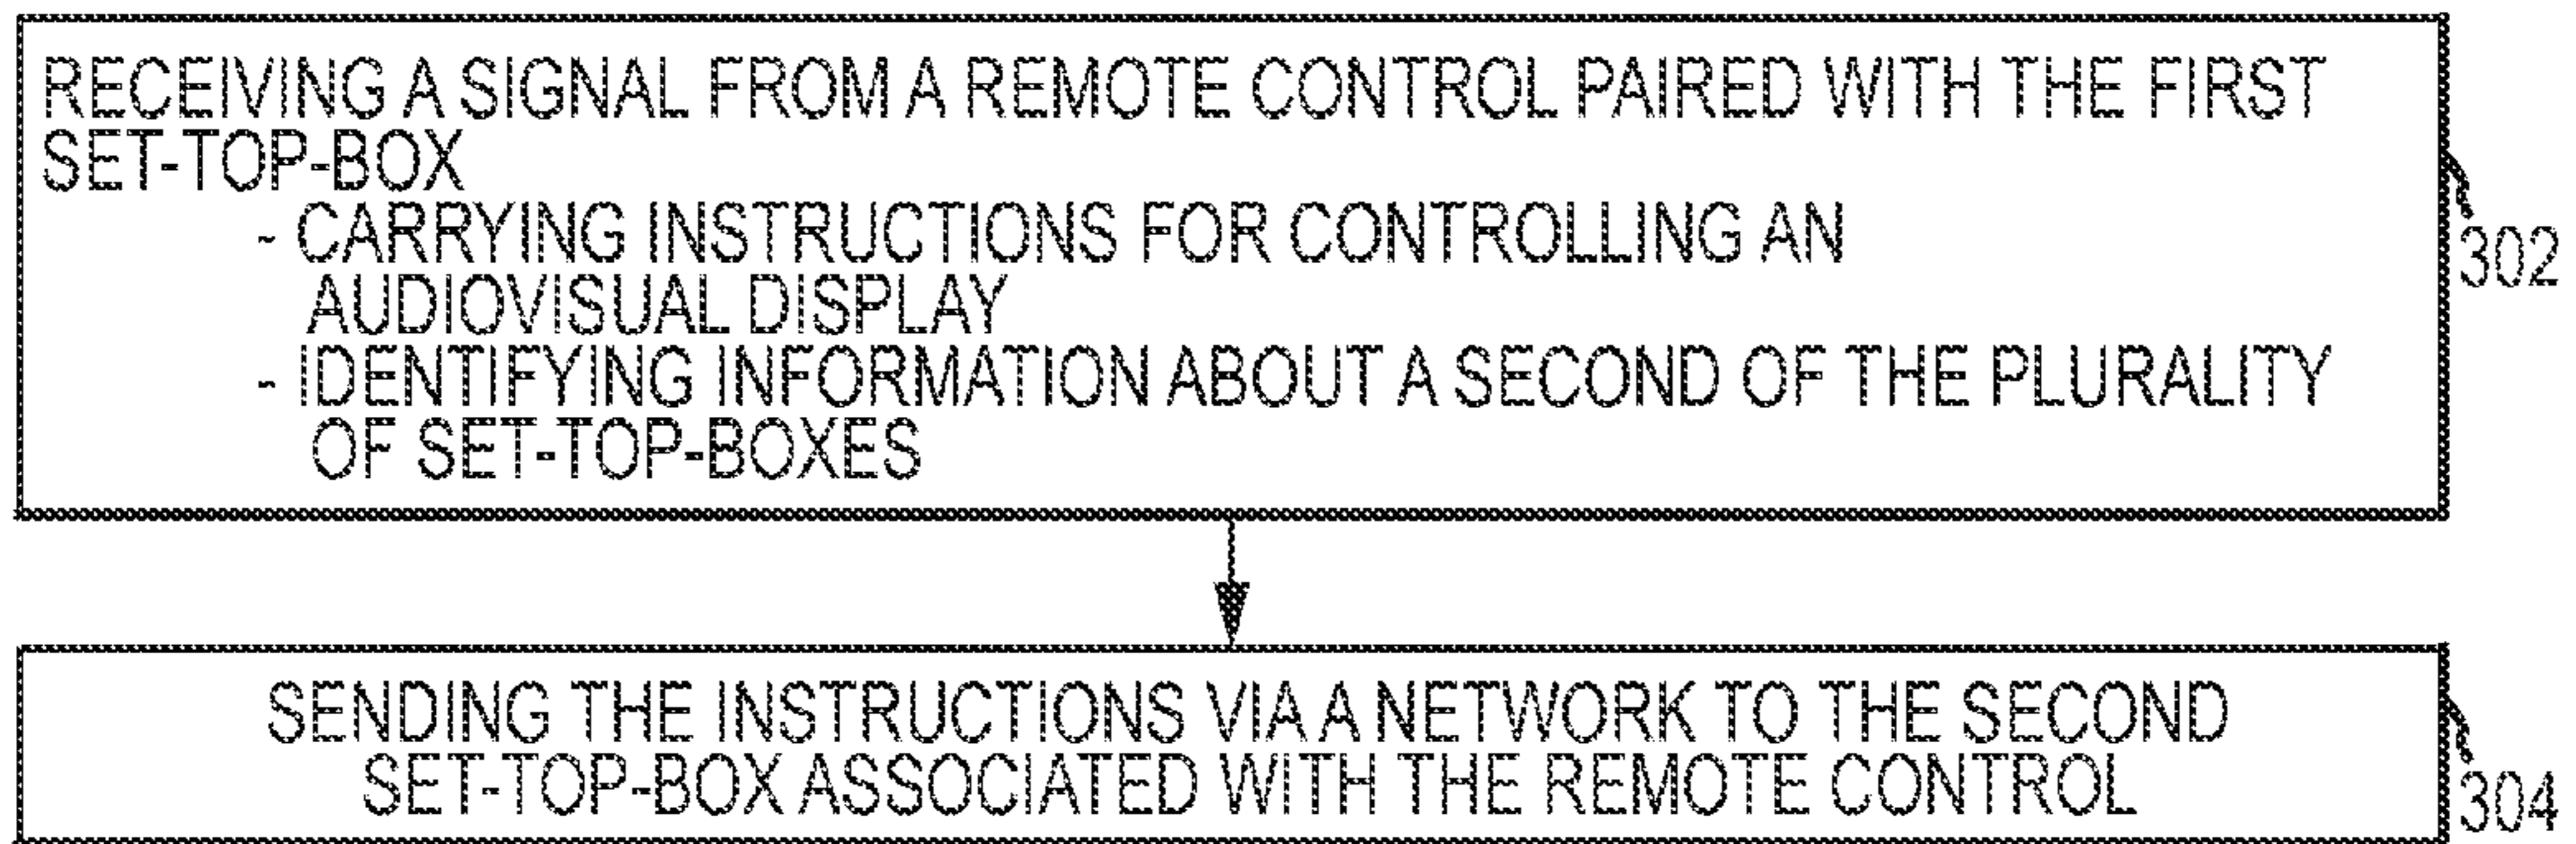 RECEIVING A SIGNAL FROM A REMOTE CONTROL PAIRED WITH THE FIRST
SET-TOP-BOX
- CARRYING INSTRUCTIONS FOR CONTROLLING AN
AUDIOVISUAL DISPLAY
- IDENTIFYING INFORMATION ABOUT A SECOND OF THE PLURALITY
OF SET-TOP-BOXES
302
SENDING THE INSTRUCTIONS VIA A NETWORK TO THE SECOND
SET-TOP-BOX ASSOCIATED WITH THE REMOTE CONTROL
304